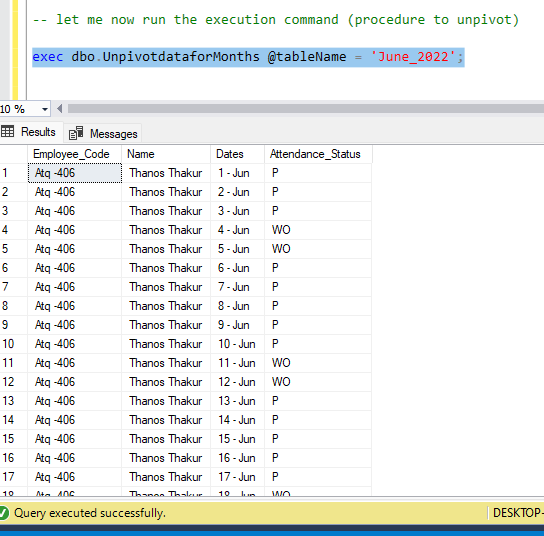 -- let me now run the execution command (procedure to unpivot)
exec dbo.UnpivotdataforMonths @tableName = 'June_2022';
10 %
Results Messages
Employee_Code Name Dates Attendance_Status
1 Atq -406 Thanos Thakur 1 - Jun P
2 Atq -406 Thanos Thakur 2 - Jun P
3 Atq -406 Thanos Thakur 3 - Jun P
4 Atq -406 Thanos Thakur 4 - Jun WO
5 Atq -406 Thanos Thakur 5 - Jun WO
6 Atq -406 Thanos Thakur 6 - Jun P
7 Atq -406 Thanos Thakur 7 - Jun P
8 Atq -406 Thanos Thakur 8 - Jun P
9 Atq -406 Thanos Thakur 9 - Jun P
10 Atq -406 Thanos Thakur 10 - Jun P
11 Atq -406 Thanos Thakur 11 - Jun WO
12 Atq -406 Thanos Thakur 12 - Jun WO
13 Atq -406 Thanos Thakur 13 - Jun P
14 Atq -406 Thanos Thakur 14 - Jun P
15 Atq -406 Thanos Thakur 15 - Jun P
16 Atq -406 Thanos Thakur 16 - Jun P
17 Atq -406 Thanos Thakur 17 - Jun P
18 Atq -406 Thanos Thakur 18 - Jun WO
Query executed successfully. DESKTOP-